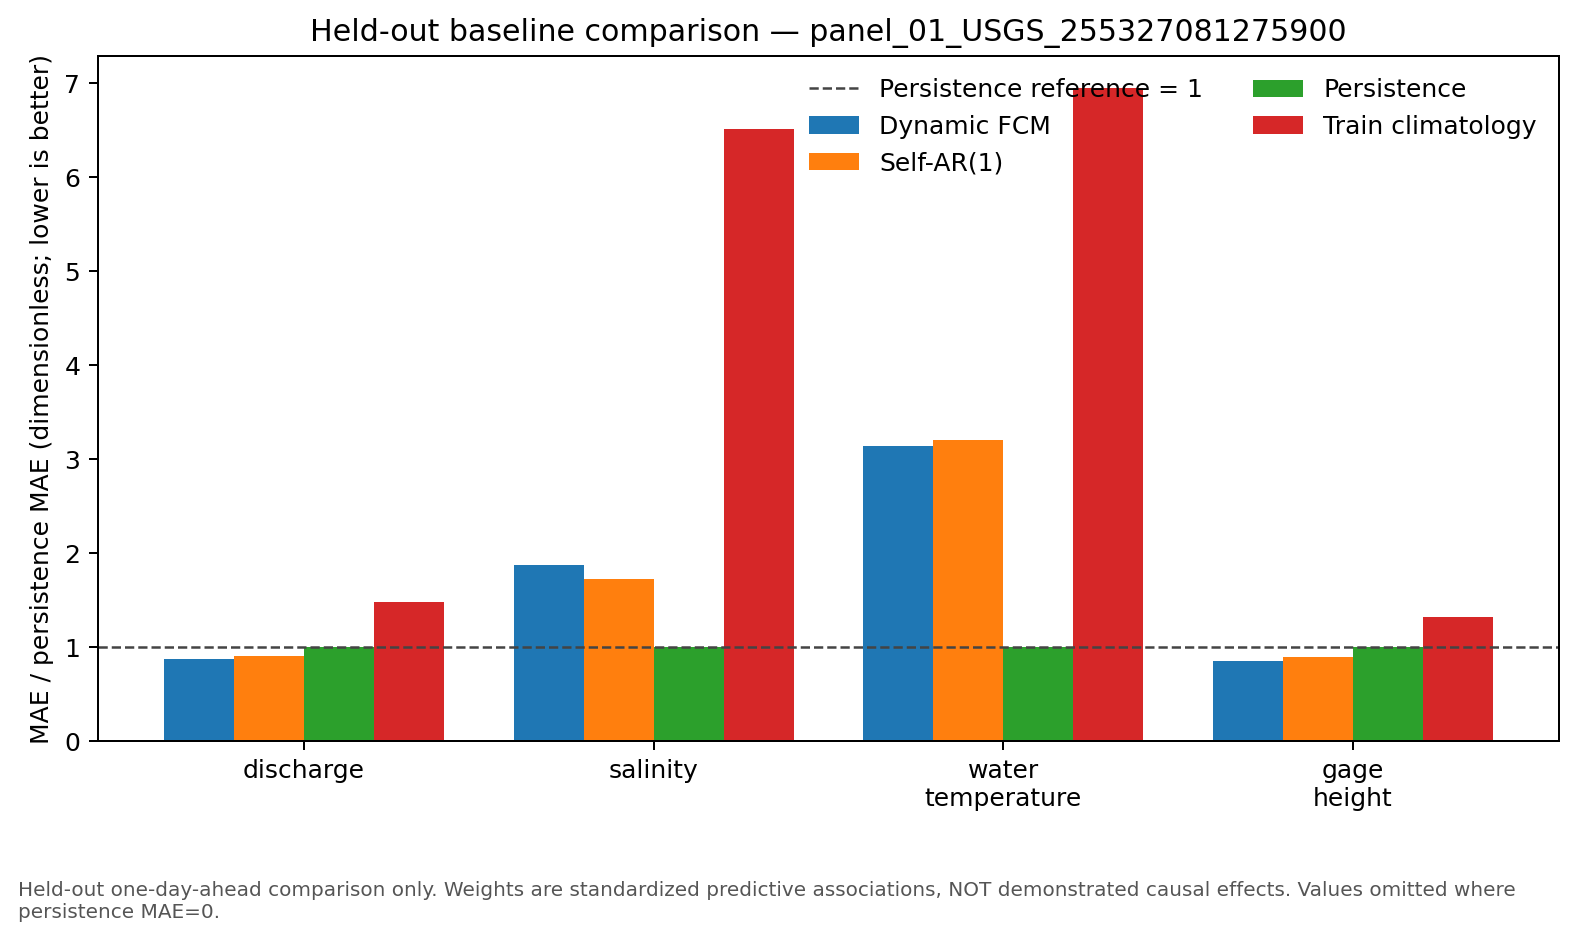 Held-out baseline comparison — panel_01_USGS_255327081275900
MAE / persistence MAE (dimensionless; lower is better)
7
6
5
4
3
2
1
0
Persistence reference = 1
Dynamic FCM
Self-AR(1)
Persistence
Train climatology
discharge
salinity
water
temperature
gage
height
Held-out one-day-ahead comparison only. Weights are standardized predictive associations, NOT demonstrated causal effects. Values omitted where
persistence MAE=0.